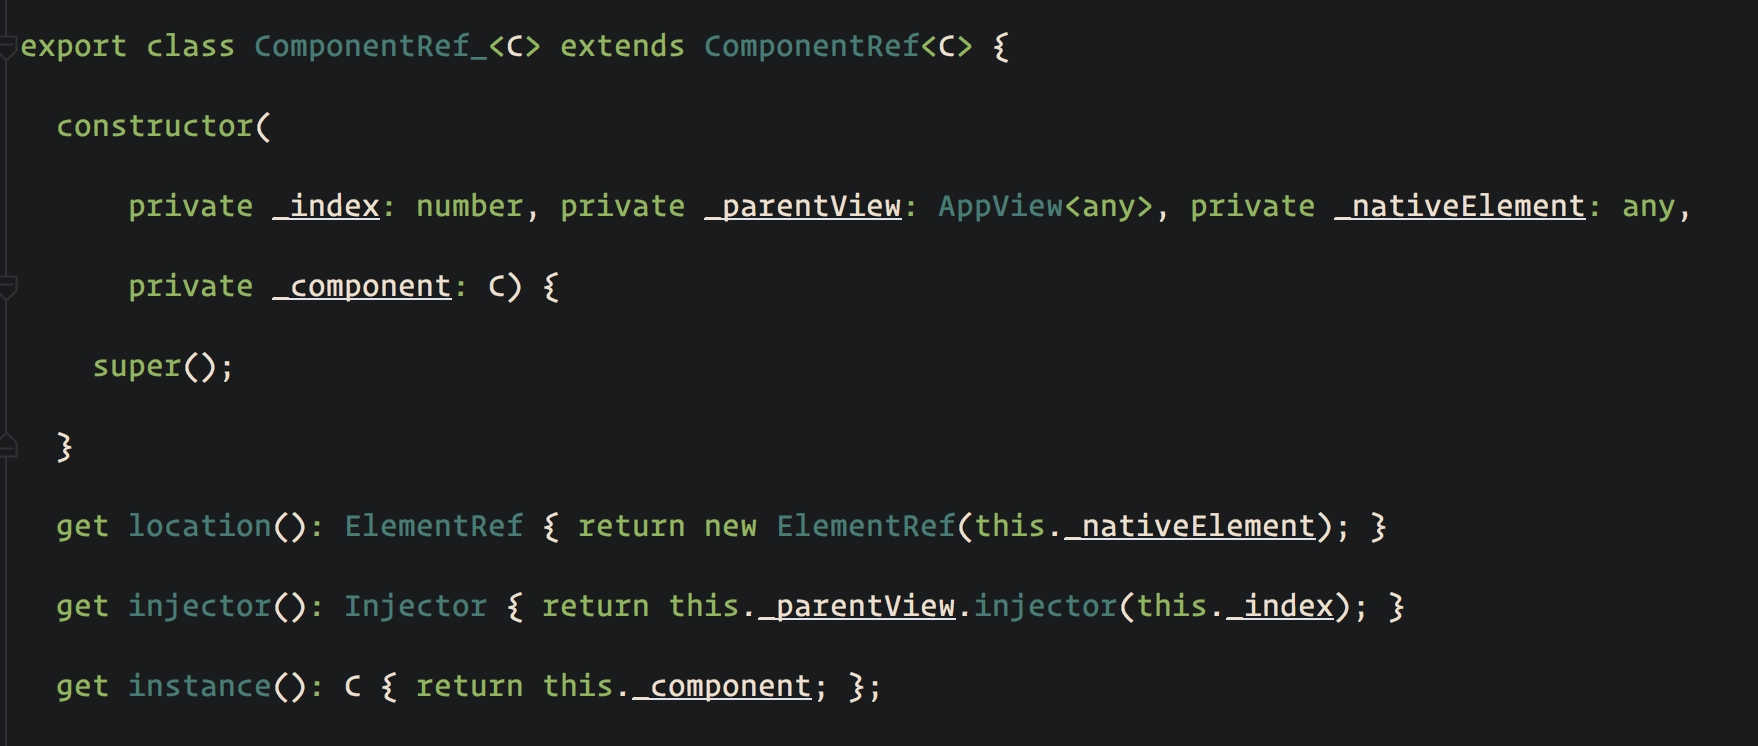 export class ComponentRef_<C> extends ComponentRef<C> {
constructor(
private _index: number, private _parentView: AppView<any>, private _nativeElement: any,
private _component: C) {
super();
}
get location(): ElementRef { return new ElementRef(this._nativeElement); }
get injector(): Injector { return this._parentView.injector(this._index); }
get instance(): C { return this._component; };